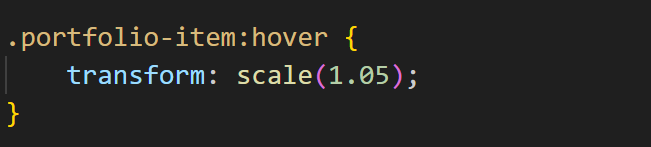 .portfolio-item:hover {
    transform: scale(1.05);
}